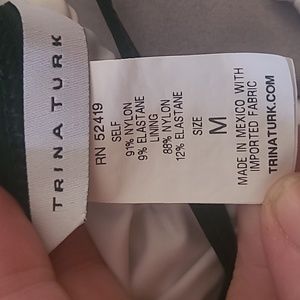 TRINA TURK
RN 52419
SELF
91% NYLON
9% ELASTANE
LINING
88% NYLON
12% ELASTANE
SIZE
M
MADE IN MEXICO WITH
IMPORTED FABRIC
TRINATURK.COM